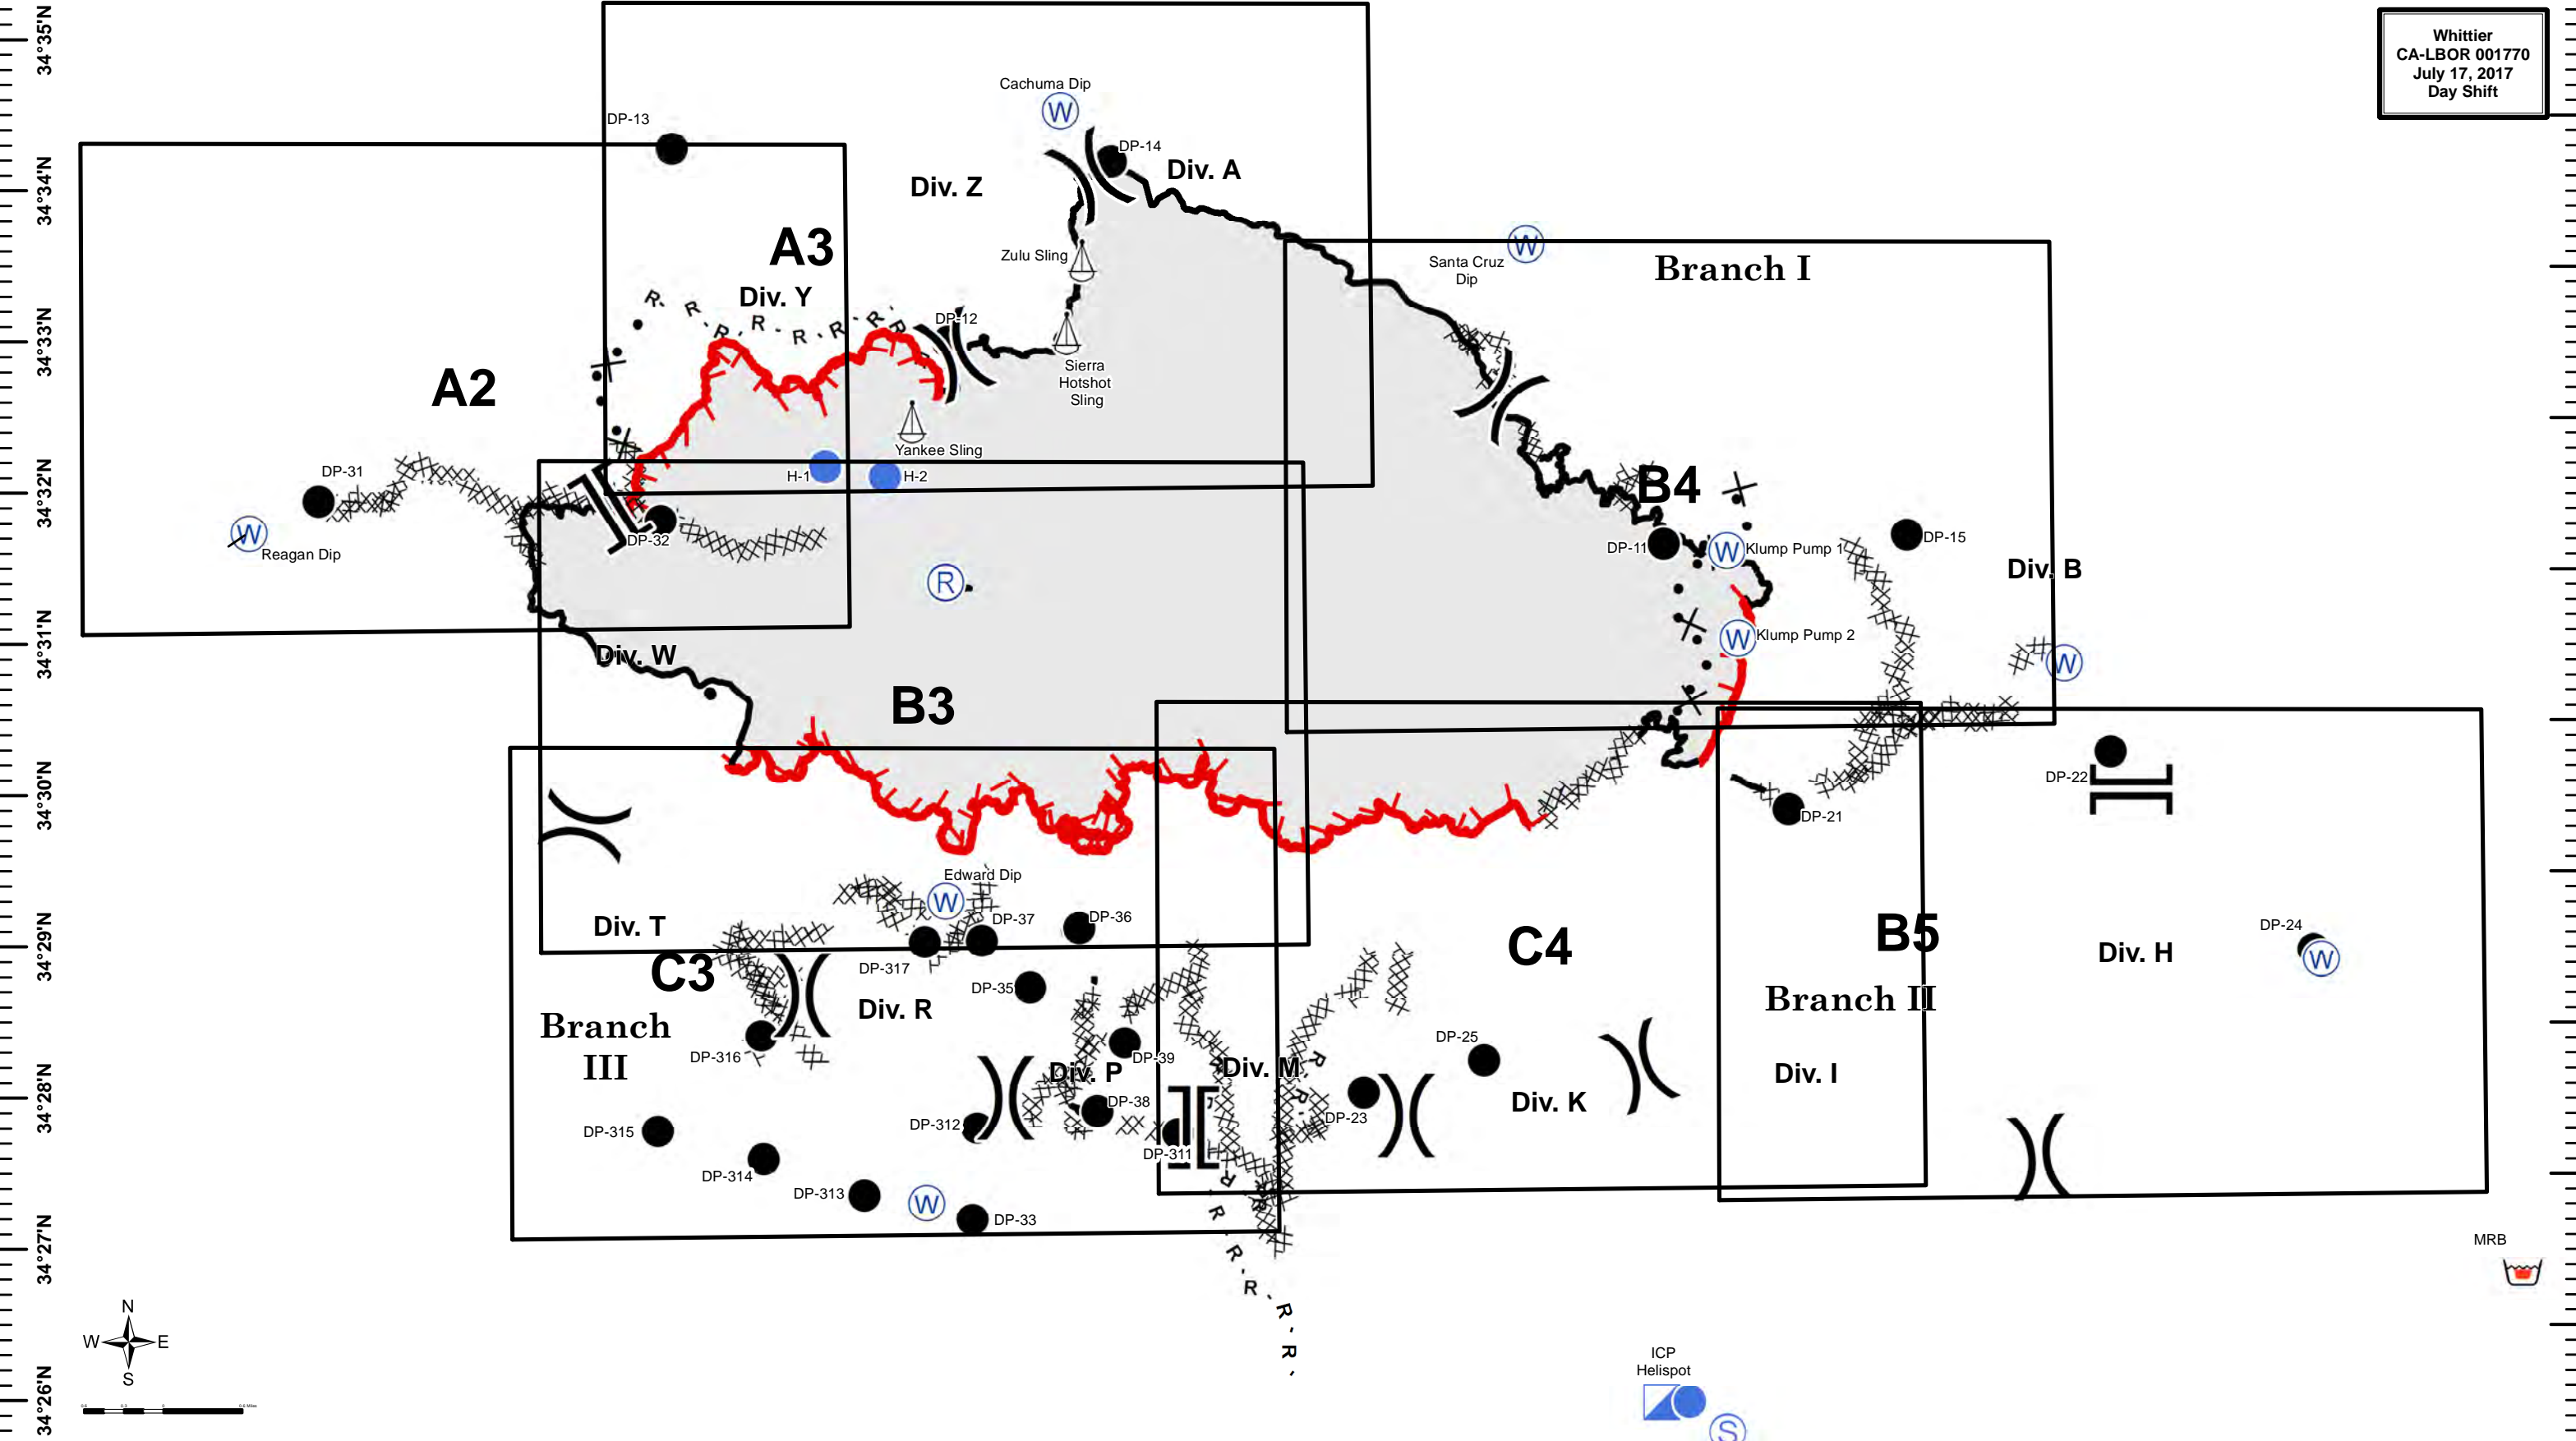 34°35'N
34°34'N
34°33'N
34°32'N
34°31'N
34°30'N
34°29'N
34°28'N
34°27'N
34°26'N
Whittier
CA-LBOR 001770
July 17, 2017
Day Shift
Cachuma Dip
W
DP-13
DP-14
Div. A
Div. Z
A3
Zulu Sling
Santa Cruz
Dip
W
Branch I
Div. Y
R R R R R R R R
DP-12
Sierra
Hotshot
Sling
A2
Yankee Sling
H-1
H-2
DP-31
B4
W
Reagan Dip
DP-32
DP-11
W
Klump Pump 1
DP-15
Div. B
R
W
Klump Pump 2
Div. W
W
B3
DP-22
DP-21
Edward Dip
W
DP-37
DP-36
Div. T
DP-317
C3
C4
B5
DP-24
W
Div. H
DP-35
Div. R
Branch
III
Branch II
DP-316
DP-39
Div. P
Div. M
DP-25
Div. I
DP-38
DP-23
Div. K
DP-315
DP-312
DP-311
DP-314
DP-313
W
DP-33
MRB
N
W E
S
ICP
Helispot
S